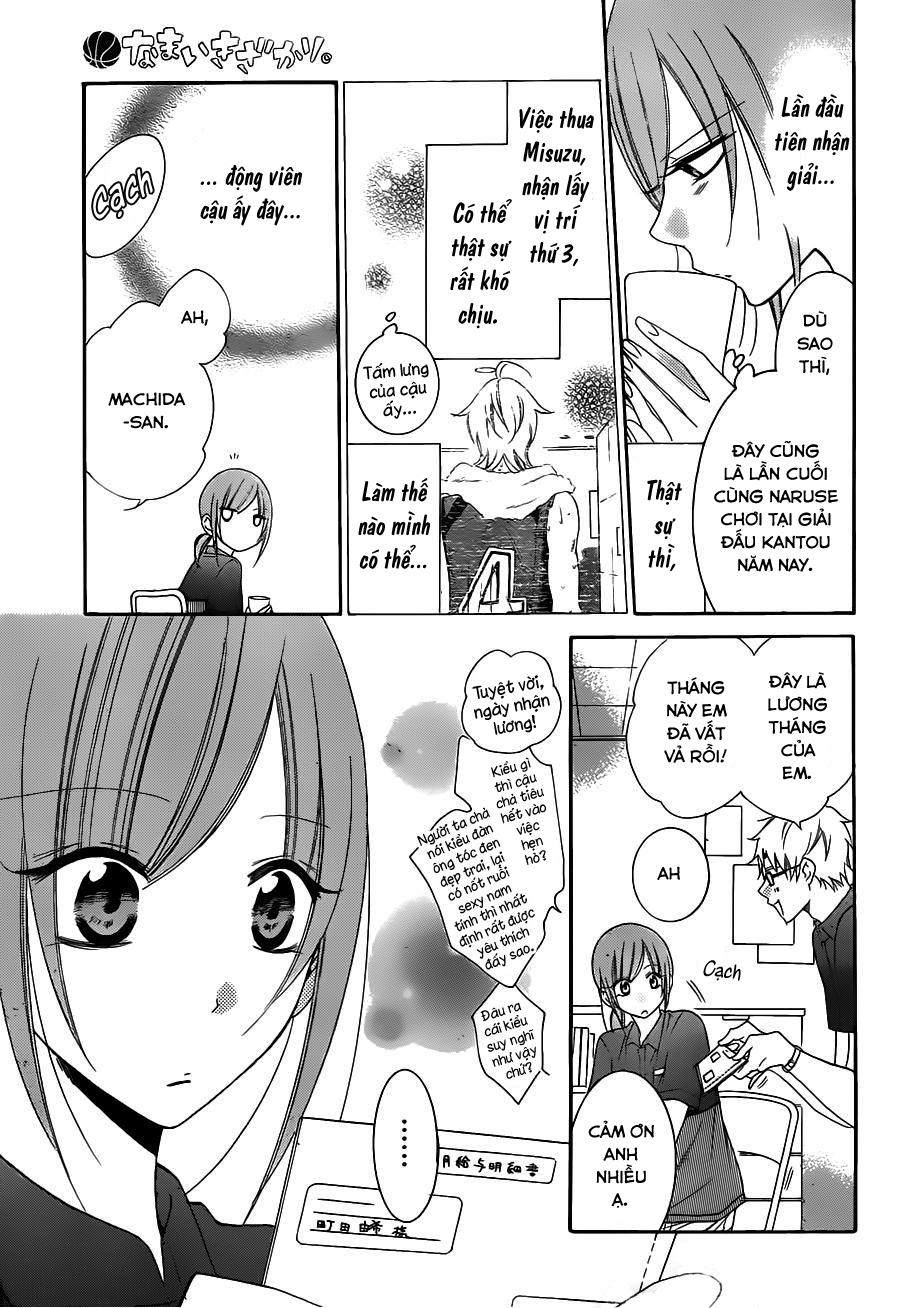 なまいきざかり。
Lần đầu
tiên nhận
giải...
DÙ
SAO
THÌ,
ĐÂY CŨNG
LÀ LẦN CUỐI
CÙNG NARUSE
CHƠI TẠI GIẢI
ĐẤU KANTOU
NĂM NAY.
Thật
sự
thì,
Việc thua
Misuzu,
nhận lấy
vị trí
thứ 3,
Có thể
thật sự
rất khó
chịu.
Tấm lưng
của cậu
ấy...
4
Làm thế
nào mình
có thể...
... động viên
cậu ấy đây...
Cạch
AH,
MACHIDA
-SAN.
ĐÂY LÀ
LƯƠNG
THÁNG
CỦA
EM.
THÁNG
NÀY EM
ĐÃ VẤT
VẢ RỒI!
AH
Cạch
CẢM ƠN
ANH
NHIỀU
Ạ.
Tuyệt vời,
ngày nhận
lương!
Kiểu gì
thì cậu
chả tiêu
hết vào
việc
hẹn
hò?
Người ta chả
nói kiểu đàn
ông tóc đen
đẹp trai, lại
có nốt ruồi
sexy nam
tính thì nhất
định rất được
yêu thích
đấy sao.
Đâu ra
cái kiểu
suy nghĩ
như vậy
chứ?
........
月給与明細書
町田由希 様